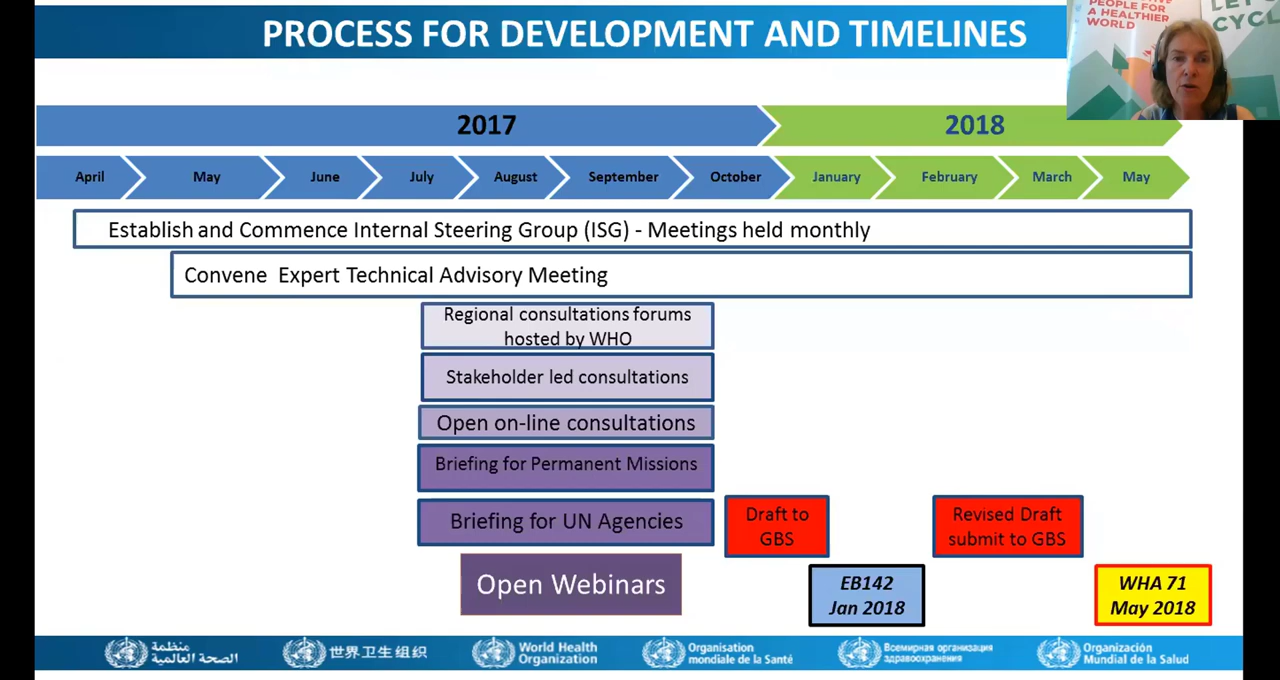 PROCESS FOR DEVELOPMENT AND TIMELINES
PEOPLE FOR
A HEALTHIER
WORLD
CYCL
2017
2018
April
May
June
July
August
September
October
January
February
March
May
Establish and Commence Internal Steering Group (ISG) - Meetings held monthly
Convene Expert Technical Advisory Meeting
Regional consultations forums
hosted by WHO
Stakeholder led consultations
Open on-line consultations
Briefing for Permanent Missions
Briefing for UN Agencies
Draft to
GBS
Revised Draft
submit to GBS
Open Webinars
EB142
Jan 2018
WHA 71
May 2018
منظمة
الصحة العالمية
世界卫生组织
World Health
Organization
Organisation
mondiale de la Santé
Всемирная организация
здравоохранения
Organización
Mundial de la Salud